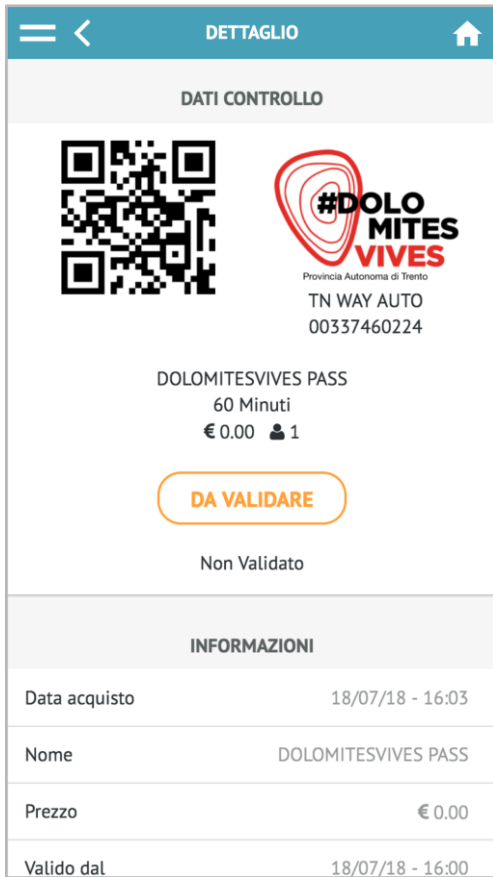 DETTAGLIO
DATI CONTROLLO
#DOLO
MITES
VIVES
Provincia Autonoma di Trento
TN WAY AUTO
00337460224
DOLOMITESVIVES PASS
60 Minuti
€ 0.00 1
DA VALIDARE
Non Validato
INFORMAZIONI
Data acquisto 18/07/18 - 16:03
Nome DOLOMITESVIVES PASS
Prezzo € 0.00
Valido dal 18/07/18 - 16:00